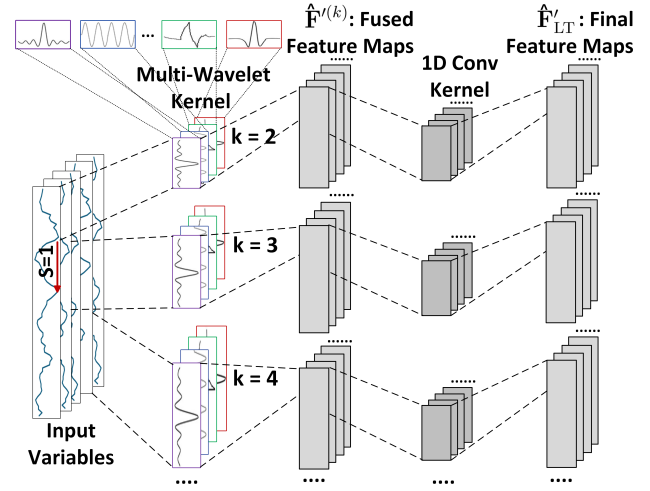 ...
Multi-Wavelet
Kernel
F̂′⁽ᵏ⁾: Fused
Feature Maps
1D Conv
Kernel
F̂′LT: Final
Feature Maps
......
......
......
k = 2
S=1
......
......
......
k = 3
......
......
......
k = 4
Input
Variables
....
....
....
....